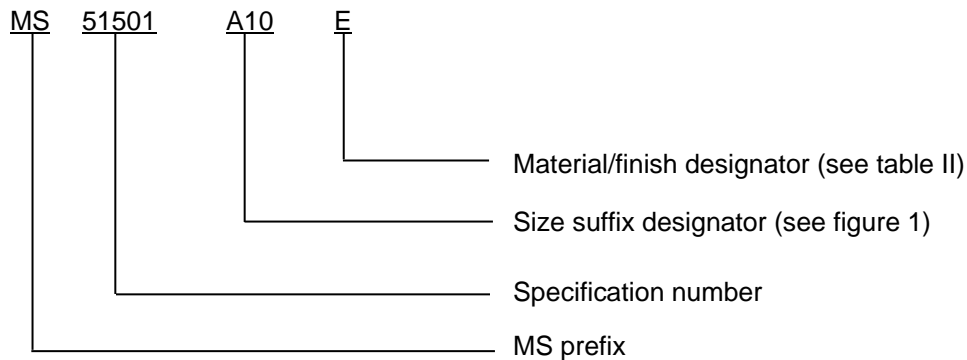 MS 51501 A10 E
Material/finish designator (see table II)
Size suffix designator (see figure 1)
Specification number
MS prefix